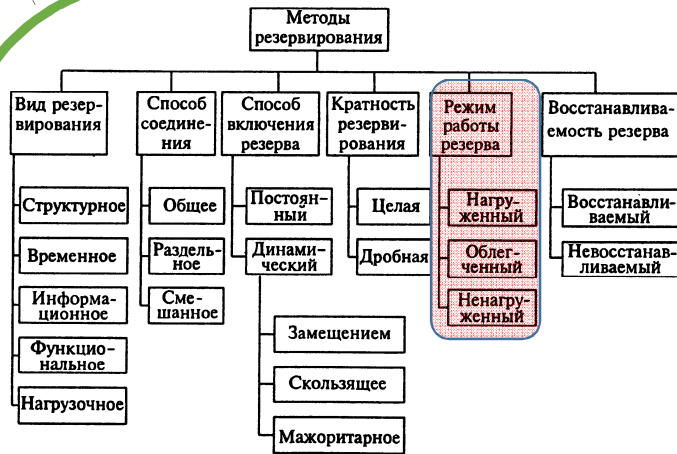 Методы
резервирования
Вид резер-
вирования
Способ
соедине-
ния
Способ
включения
резерва
Кратность
резерви-
рования
Режим
работы
резерва
Восстанавлива-
емость резерва
Структурное
Временное
Информа-
ционное
Функцио-
нальное
Нагрузочное
Общее
Раздель-
ное
Сме-
шанное
Постоян-
ный
Динами-
ческий
Замещением
Скользящее
Мажоритарное
Целая
Дробная
Нагру-
женный
Облег-
ченный
Ненагру-
женный
Восстанавли-
ваемый
Невосстанав-
ливаемый